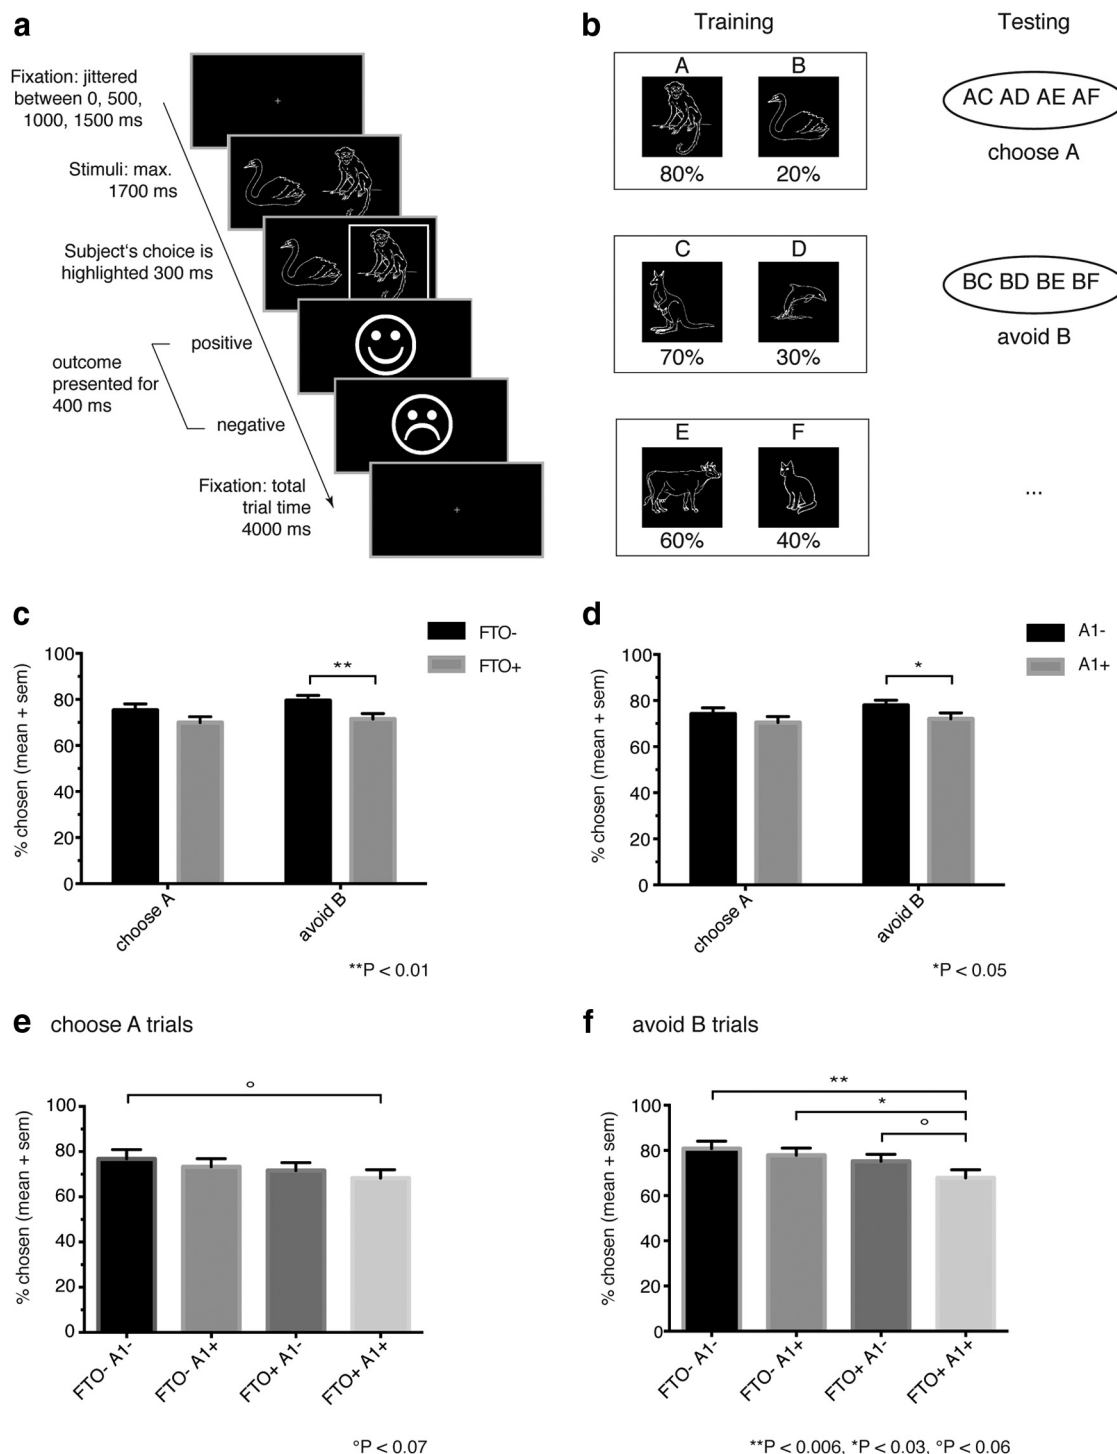 a
Fixation: jittered
between 0, 500,
1000, 1500 ms
Stimuli: max.
1700 ms
Subject's choice is
highlighted 300 ms
positive
outcome
presented for
400 ms
negative
Fixation: total
trial time
4000 ms
b
Training
Testing
A B
80% 20%
AC AD AE AF
choose A
C D
70% 30%
BC BD BE BF
avoid B
E F
60% 40%
...
c
FTO-
FTO+
% chosen (mean + sem)
100
80
60
40
20
0
**
choose A
avoid B
**P < 0.01
d
A1-
A1+
% chosen (mean + sem)
100
80
60
40
20
0
*
choose A
avoid B
*P < 0.05
e choose A trials
% chosen (mean + sem)
100
80
60
40
20
0
°
FTO- A1-
FTO- A1+
FTO+ A1-
FTO+ A1+
°P < 0.07
f avoid B trials
% chosen (mean + sem)
100
80
60
40
20
0
**
*
°
FTO- A1-
FTO- A1+
FTO+ A1-
FTO+ A1+
**P < 0.006, *P < 0.03, °P < 0.06